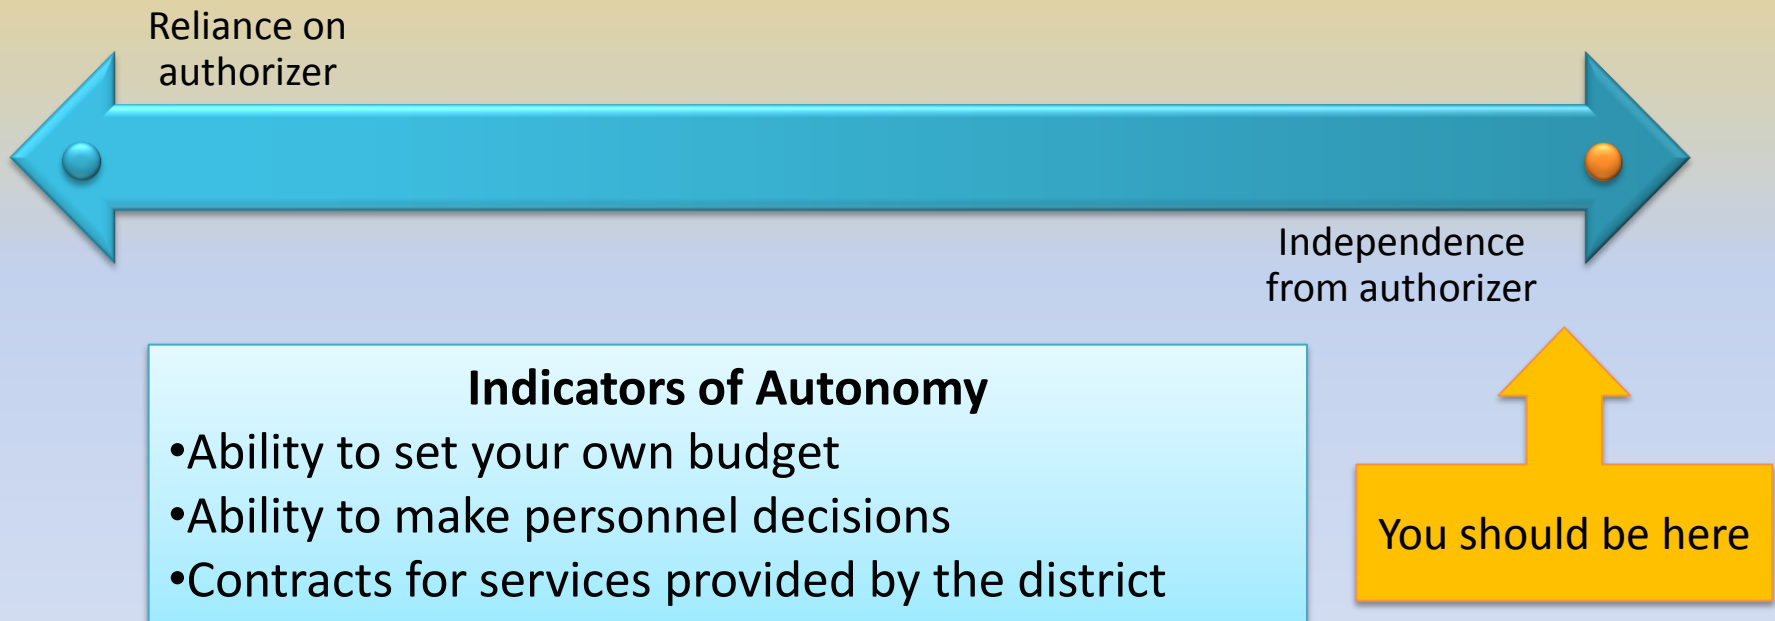 Reliance on
authorizer
Independence
from authorizer
Indicators of Autonomy
•Ability to set your own budget
•Ability to make personnel decisions
•Contracts for services provided by the district
You should be here